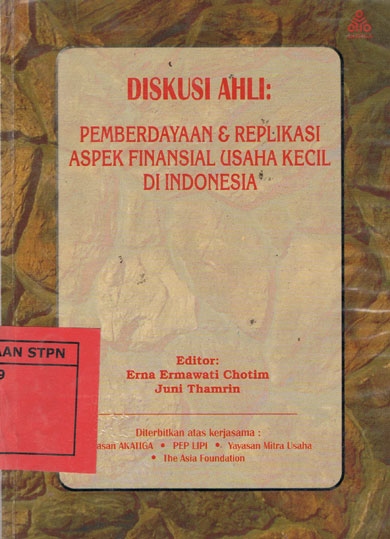 DISKUSI AHLI:
PEMBERDAYAAN & REPLIKASI
ASPEK FINANSIAL USAHA KECIL
DI INDONESIA
AAN STPN
9
Editor:
Erna Ermawati Chotim
Juni Thamrin
Diterbitkan atas kerjasama :
asan AKATIGA • PEP LIPI • Yayasan Mitra Usaha
• The Asia Foundation